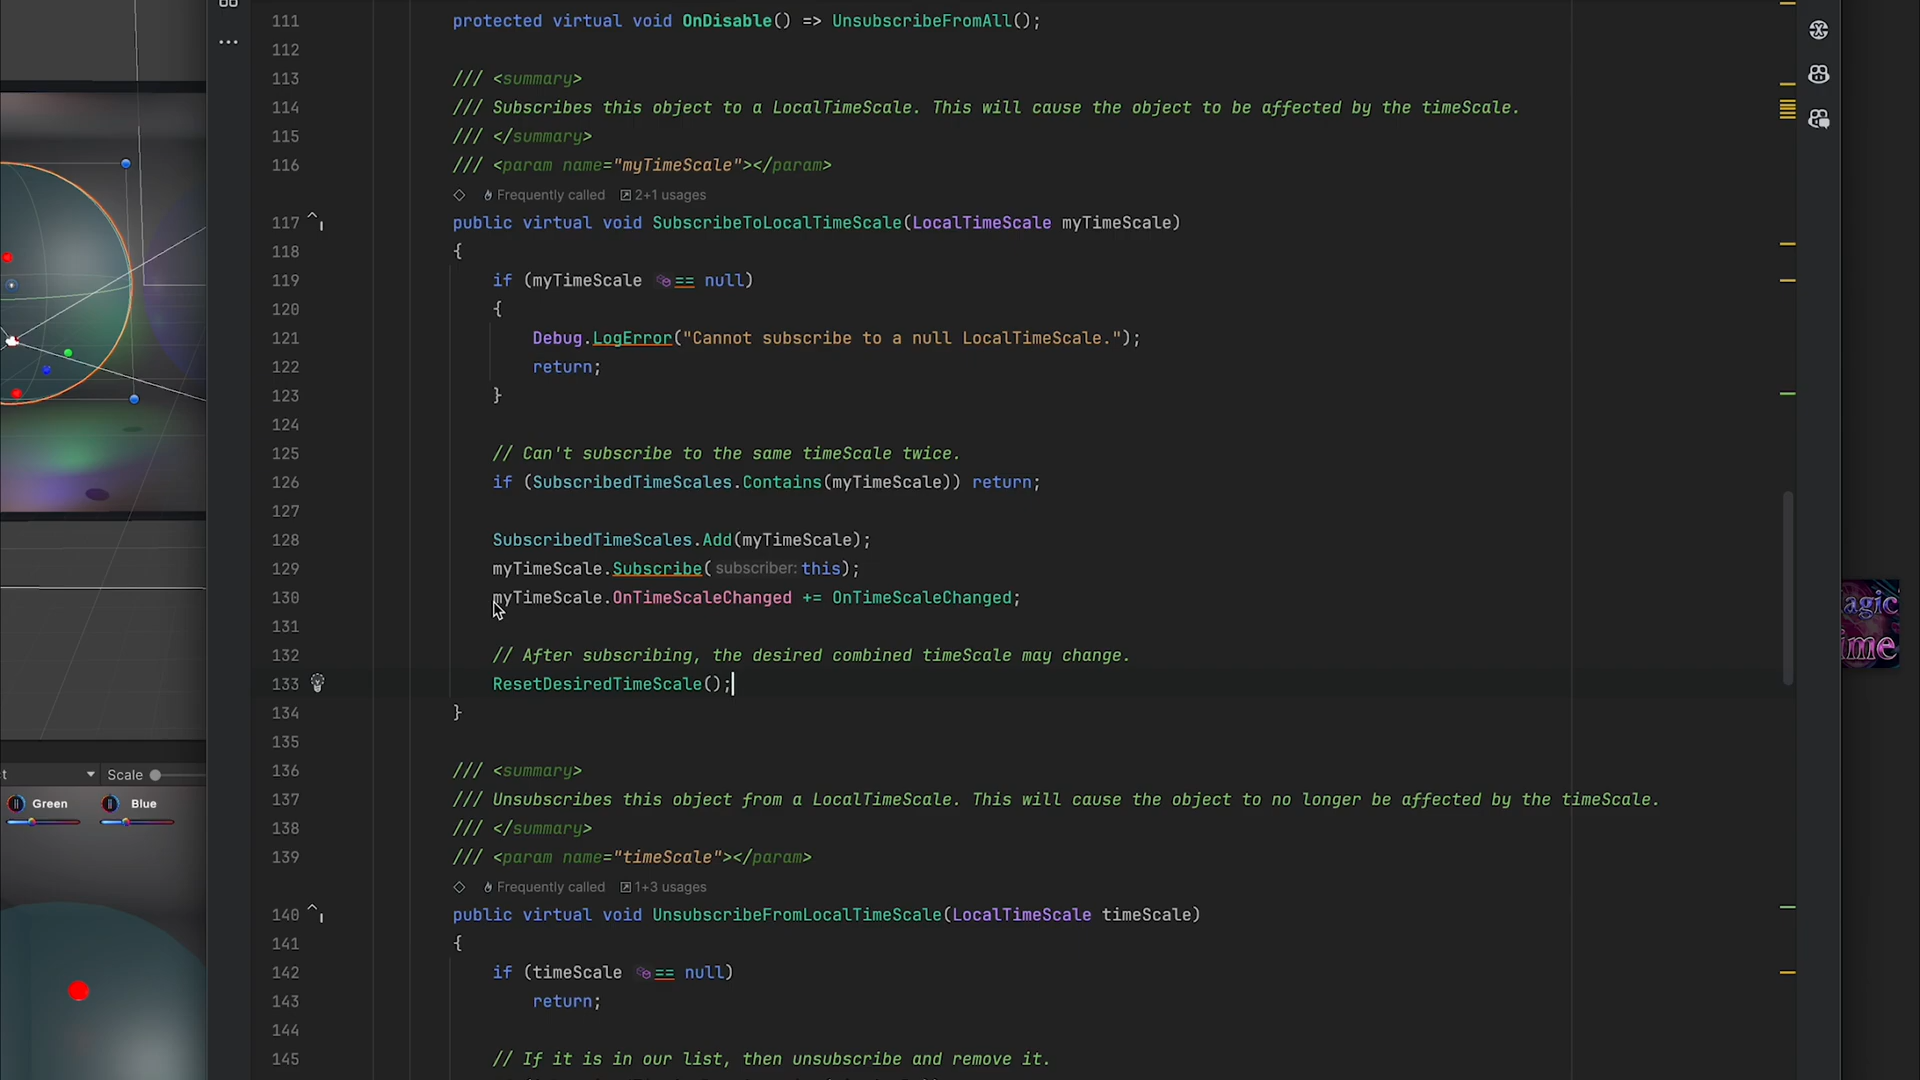 111 protected virtual void OnDisable() => UnsubscribeFromAll();
112
113 /// <summary>
114 /// Subscribes this object to a LocalTimeScale. This will cause the object to be affected by the timeScale.
115 /// </summary>
116 /// <param name="myTimeScale"></param>
Frequently called 2+1 usages
117 public virtual void SubscribeToLocalTimeScale(LocalTimeScale myTimeScale)
118 {
119 if (myTimeScale == null)
120 {
121 Debug.LogError("Cannot subscribe to a null LocalTimeScale.");
122 return;
123 }
124
125 // Can't subscribe to the same timeScale twice.
126 if (SubscribedTimeScales.Contains(myTimeScale)) return;
127
128 SubscribedTimeScales.Add(myTimeScale);
129 myTimeScale.Subscribe( subscriber: this);
130 myTimeScale.OnTimeScaleChanged += OnTimeScaleChanged;
131
132 // After subscribing, the desired combined timeScale may change.
133 ResetDesiredTimeScale();
134 }
135
136 /// <summary>
137 /// Unsubscribes this object from a LocalTimeScale. This will cause the object to no longer be affected by the timeScale.
138 /// </summary>
139 /// <param name="timeScale"></param>
Frequently called 1+3 usages
140 public virtual void UnsubscribeFromLocalTimeScale(LocalTimeScale timeScale)
141 {
142 if (timeScale == null)
143 return;
144
145 // If it is in our list, then unsubscribe and remove it.
Scale
Green Blue
agic
ime